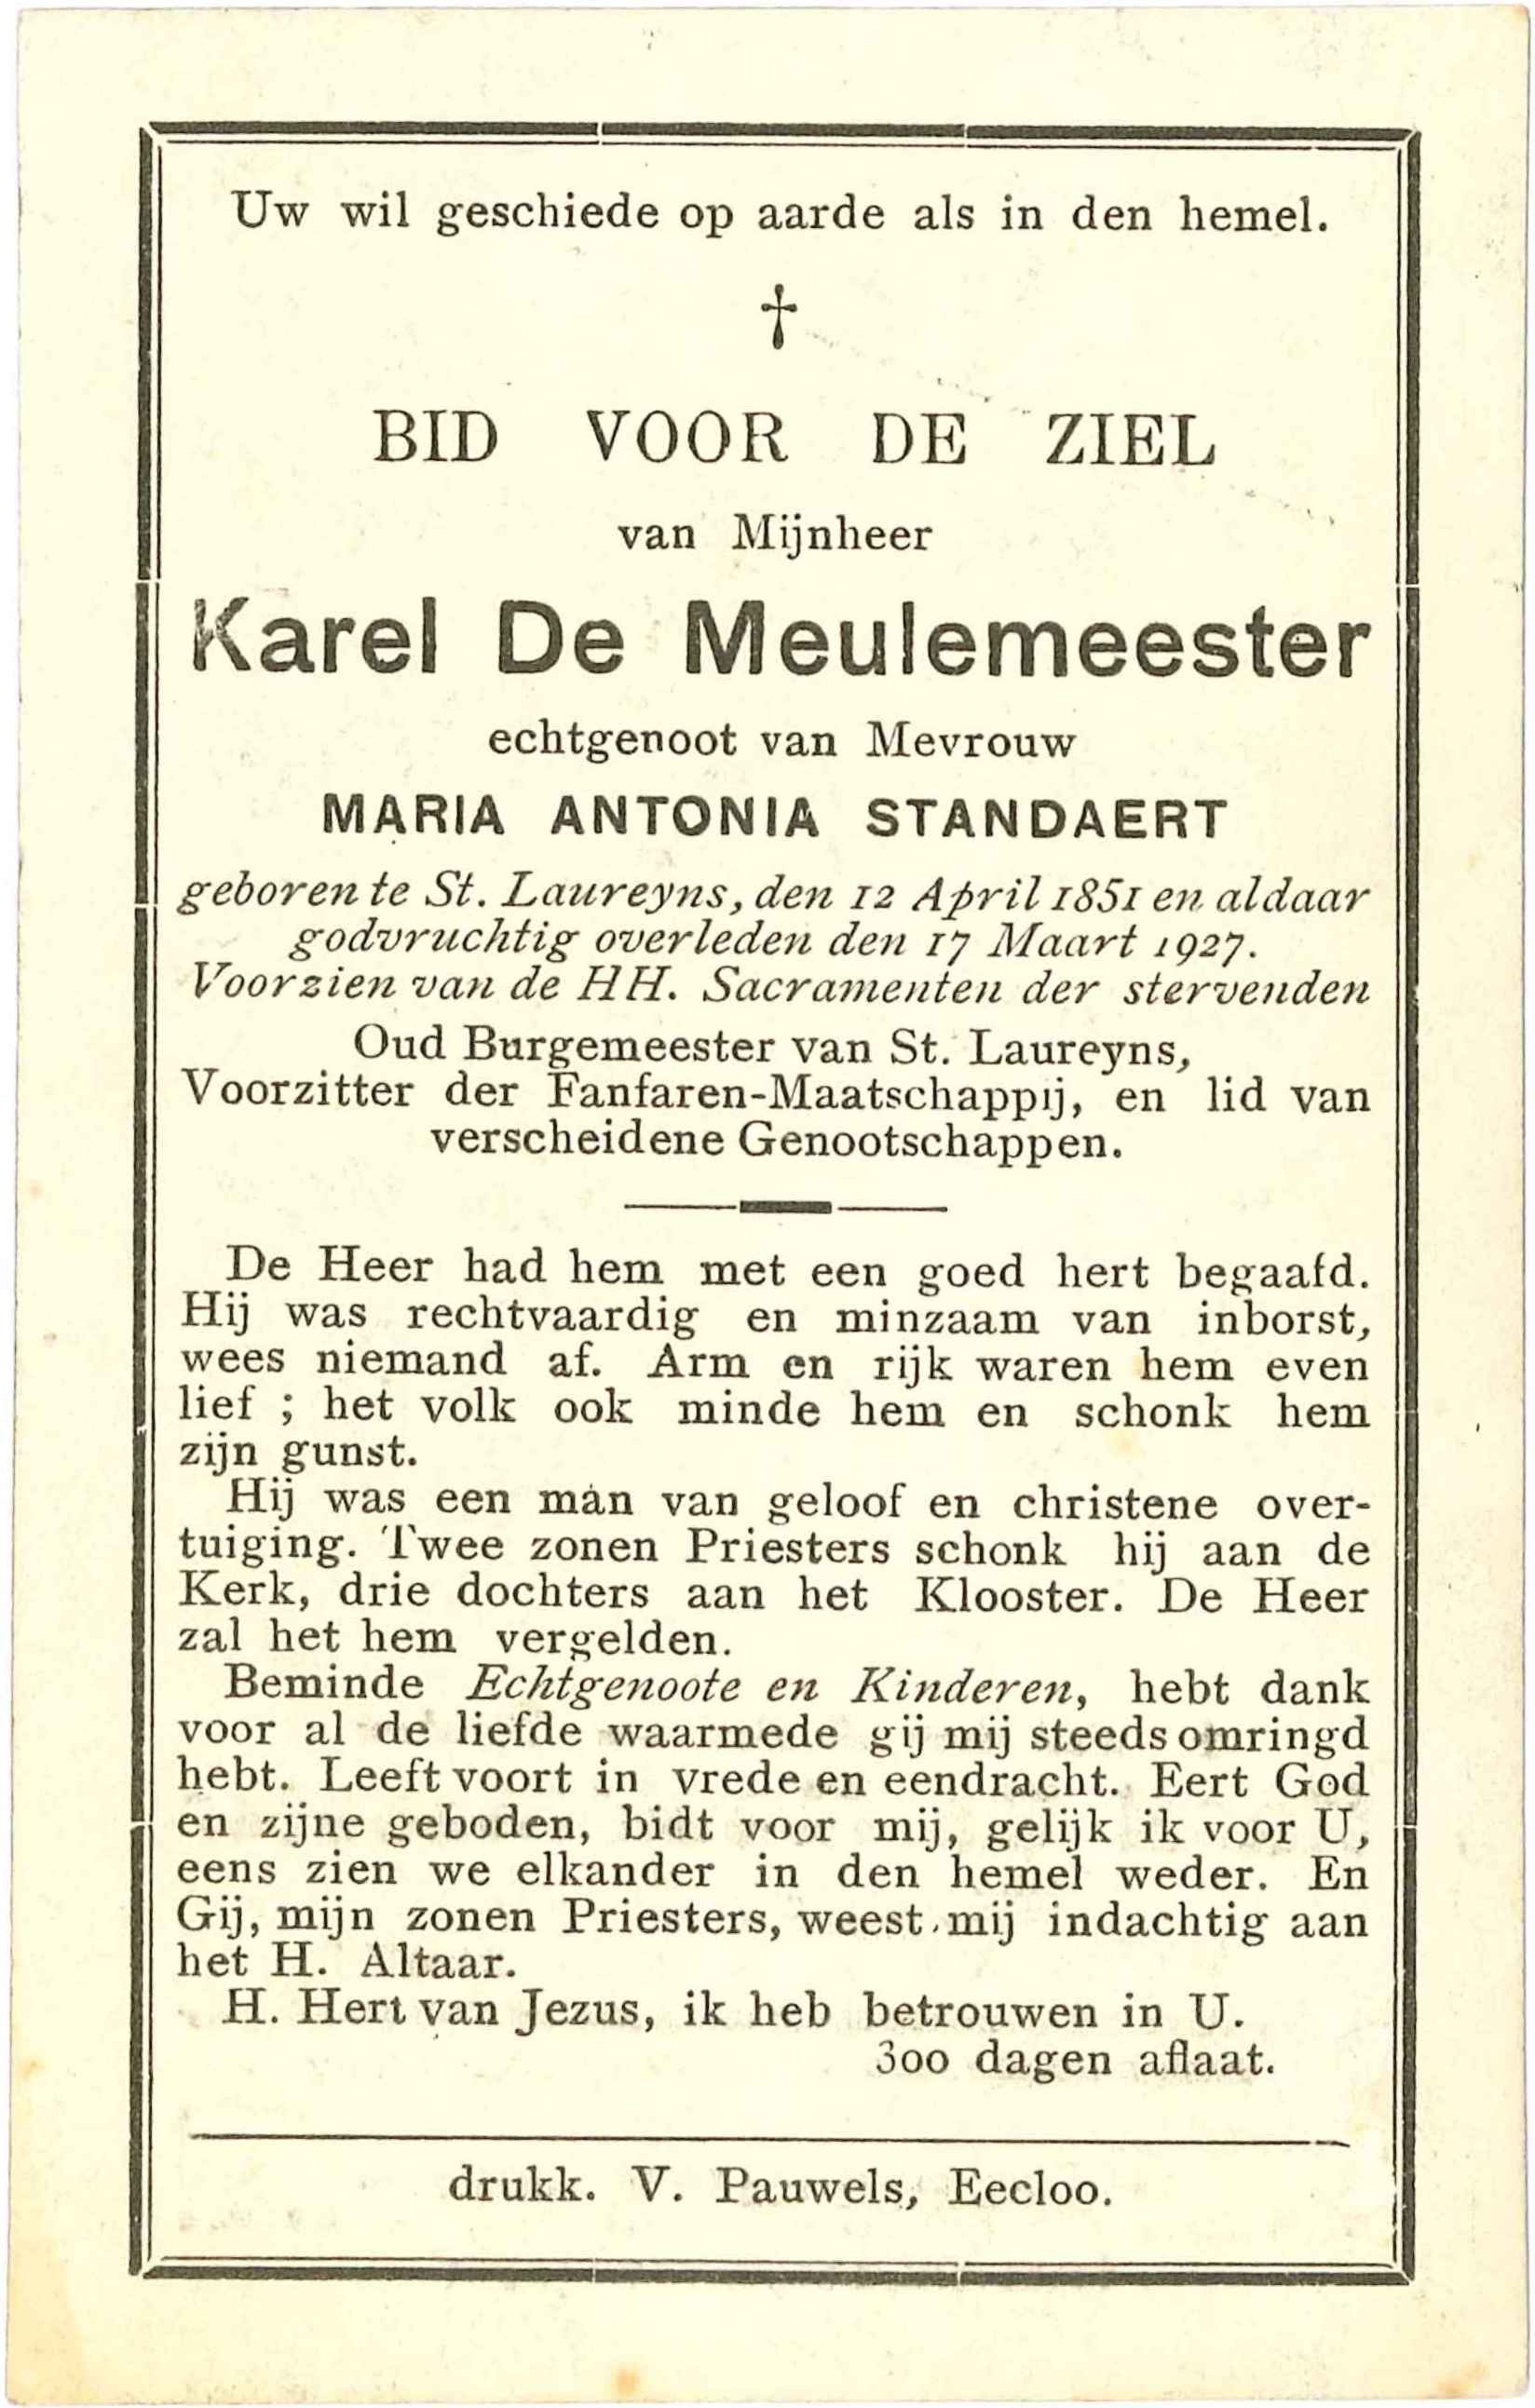 Uw wil geschiede op aarde als in den hemel.
†
BID VOOR DE ZIEL
van Mijnheer
Karel De Meulemeester
echtgenoot van Mevrouw
MARIA ANTONIA STANDAERT
geboren te St. Laureyns, den 12 April 1851 en aldaar
godvruchtig overleden den 17 Maart 1927.
Voorzien van de HH. Sacramenten der stervenden
Oud Burgemeester van St. Laureyns,
Voorzitter der Fanfaren-Maatschappij, en lid van
verscheidene Genootschappen.
De Heer had hem met een goed hert begaafd.
Hij was rechtvaardig en minzaam van inborst,
wees niemand af. Arm en rijk waren hem even
lief ; het volk ook minde hem en schonk hem
zijn gunst.
Hij was een man van geloof en christene over-
tuiging. Twee zonen Priesters schonk hij aan de
Kerk, drie dochters aan het Klooster. De Heer
zal het hem vergelden.
Beminde Echtgenoote en Kinderen, hebt dank
voor al de liefde waarmede gij mij steeds omringd
hebt. Leeft voort in vrede en eendracht. Eert God
en zijne geboden, bidt voor mij, gelijk ik voor U,
eens zien we elkander in den hemel weder. En
Gij, mijn zonen Priesters, weest mij indachtig aan
het H. Altaar.
H. Hert van Jezus, ik heb betrouwen in U.
300 dagen aflaat.
drukk. V. Pauwels, Eecloo.